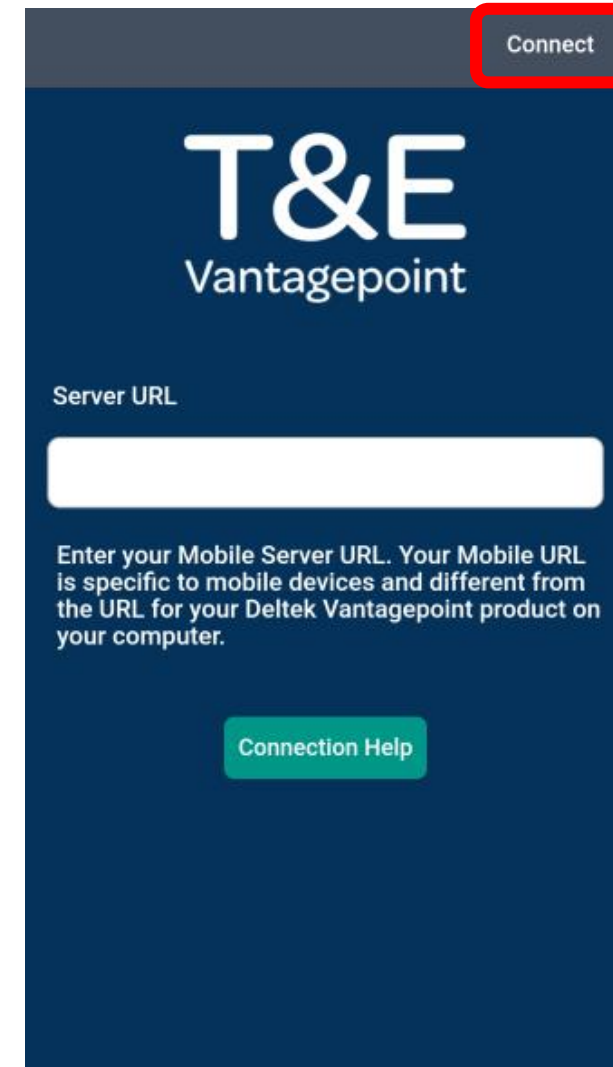 Connect
T&E
Vantagepoint
Server URL
Enter your Mobile Server URL. Your Mobile URL
is specific to mobile devices and different from
the URL for your Deltek Vantagepoint product on
your computer.
Connection Help